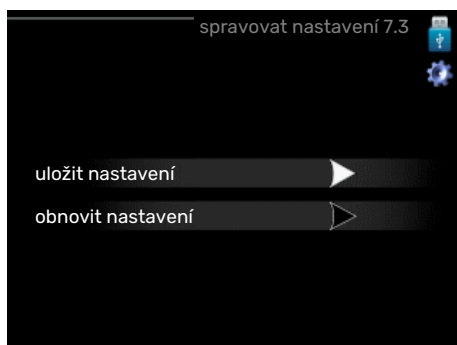 spravovat nastavení 7.3
uložit nastavení
obnovit nastavení